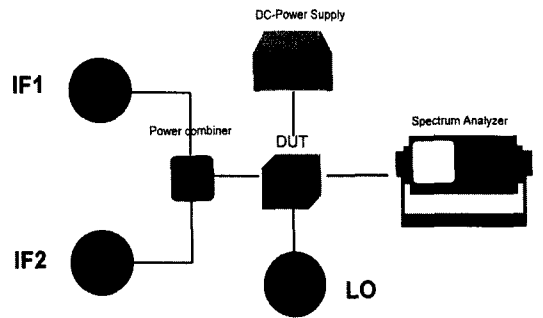 DC-Power Supply
IF1
Power combiner
DUT
Spectrum Analyzer
IF2
LO